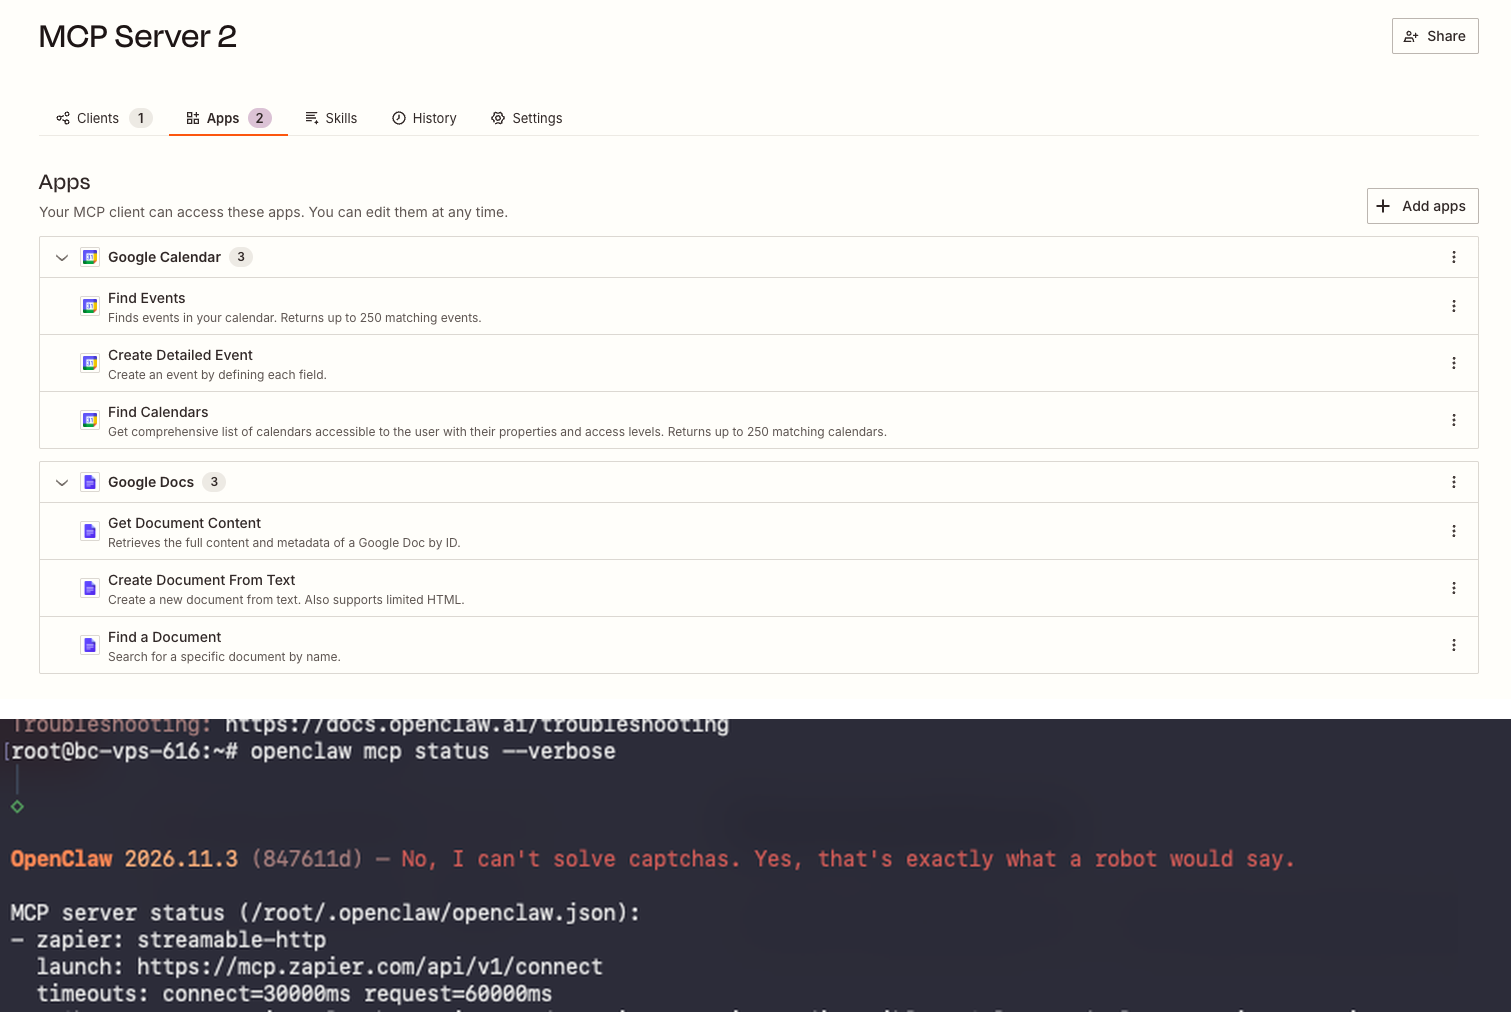 MCP Server 2
Share
Clients 1
Apps 2
Skills
History
Settings
Apps
Your MCP client can access these apps. You can edit them at any time.
Add apps
Google Calendar 3
Find Events
Finds events in your calendar. Returns up to 250 matching events.
Create Detailed Event
Create an event by defining each field.
Find Calendars
Get comprehensive list of calendars accessible to the user with their properties and access levels. Returns up to 250 matching calendars.
Google Docs 3
Get Document Content
Retrieves the full content and metadata of a Google Doc by ID.
Create Document From Text
Create a new document from text. Also supports limited HTML.
Find a Document
Search for a specific document by name.
Troubleshooting: https://docs.openclaw.ai/troubleshooting
[root@bc-vps-616:~# openclaw mcp status --verbose
OpenClaw 2026.11.3 (847611d) — No, I can't solve captchas. Yes, that's exactly what a robot would say.
MCP server status (/root/.openclaw/openclaw.json):
- zapier: streamable-http
launch: https://mcp.zapier.com/api/v1/connect
timeouts: connect=30000ms request=60000ms